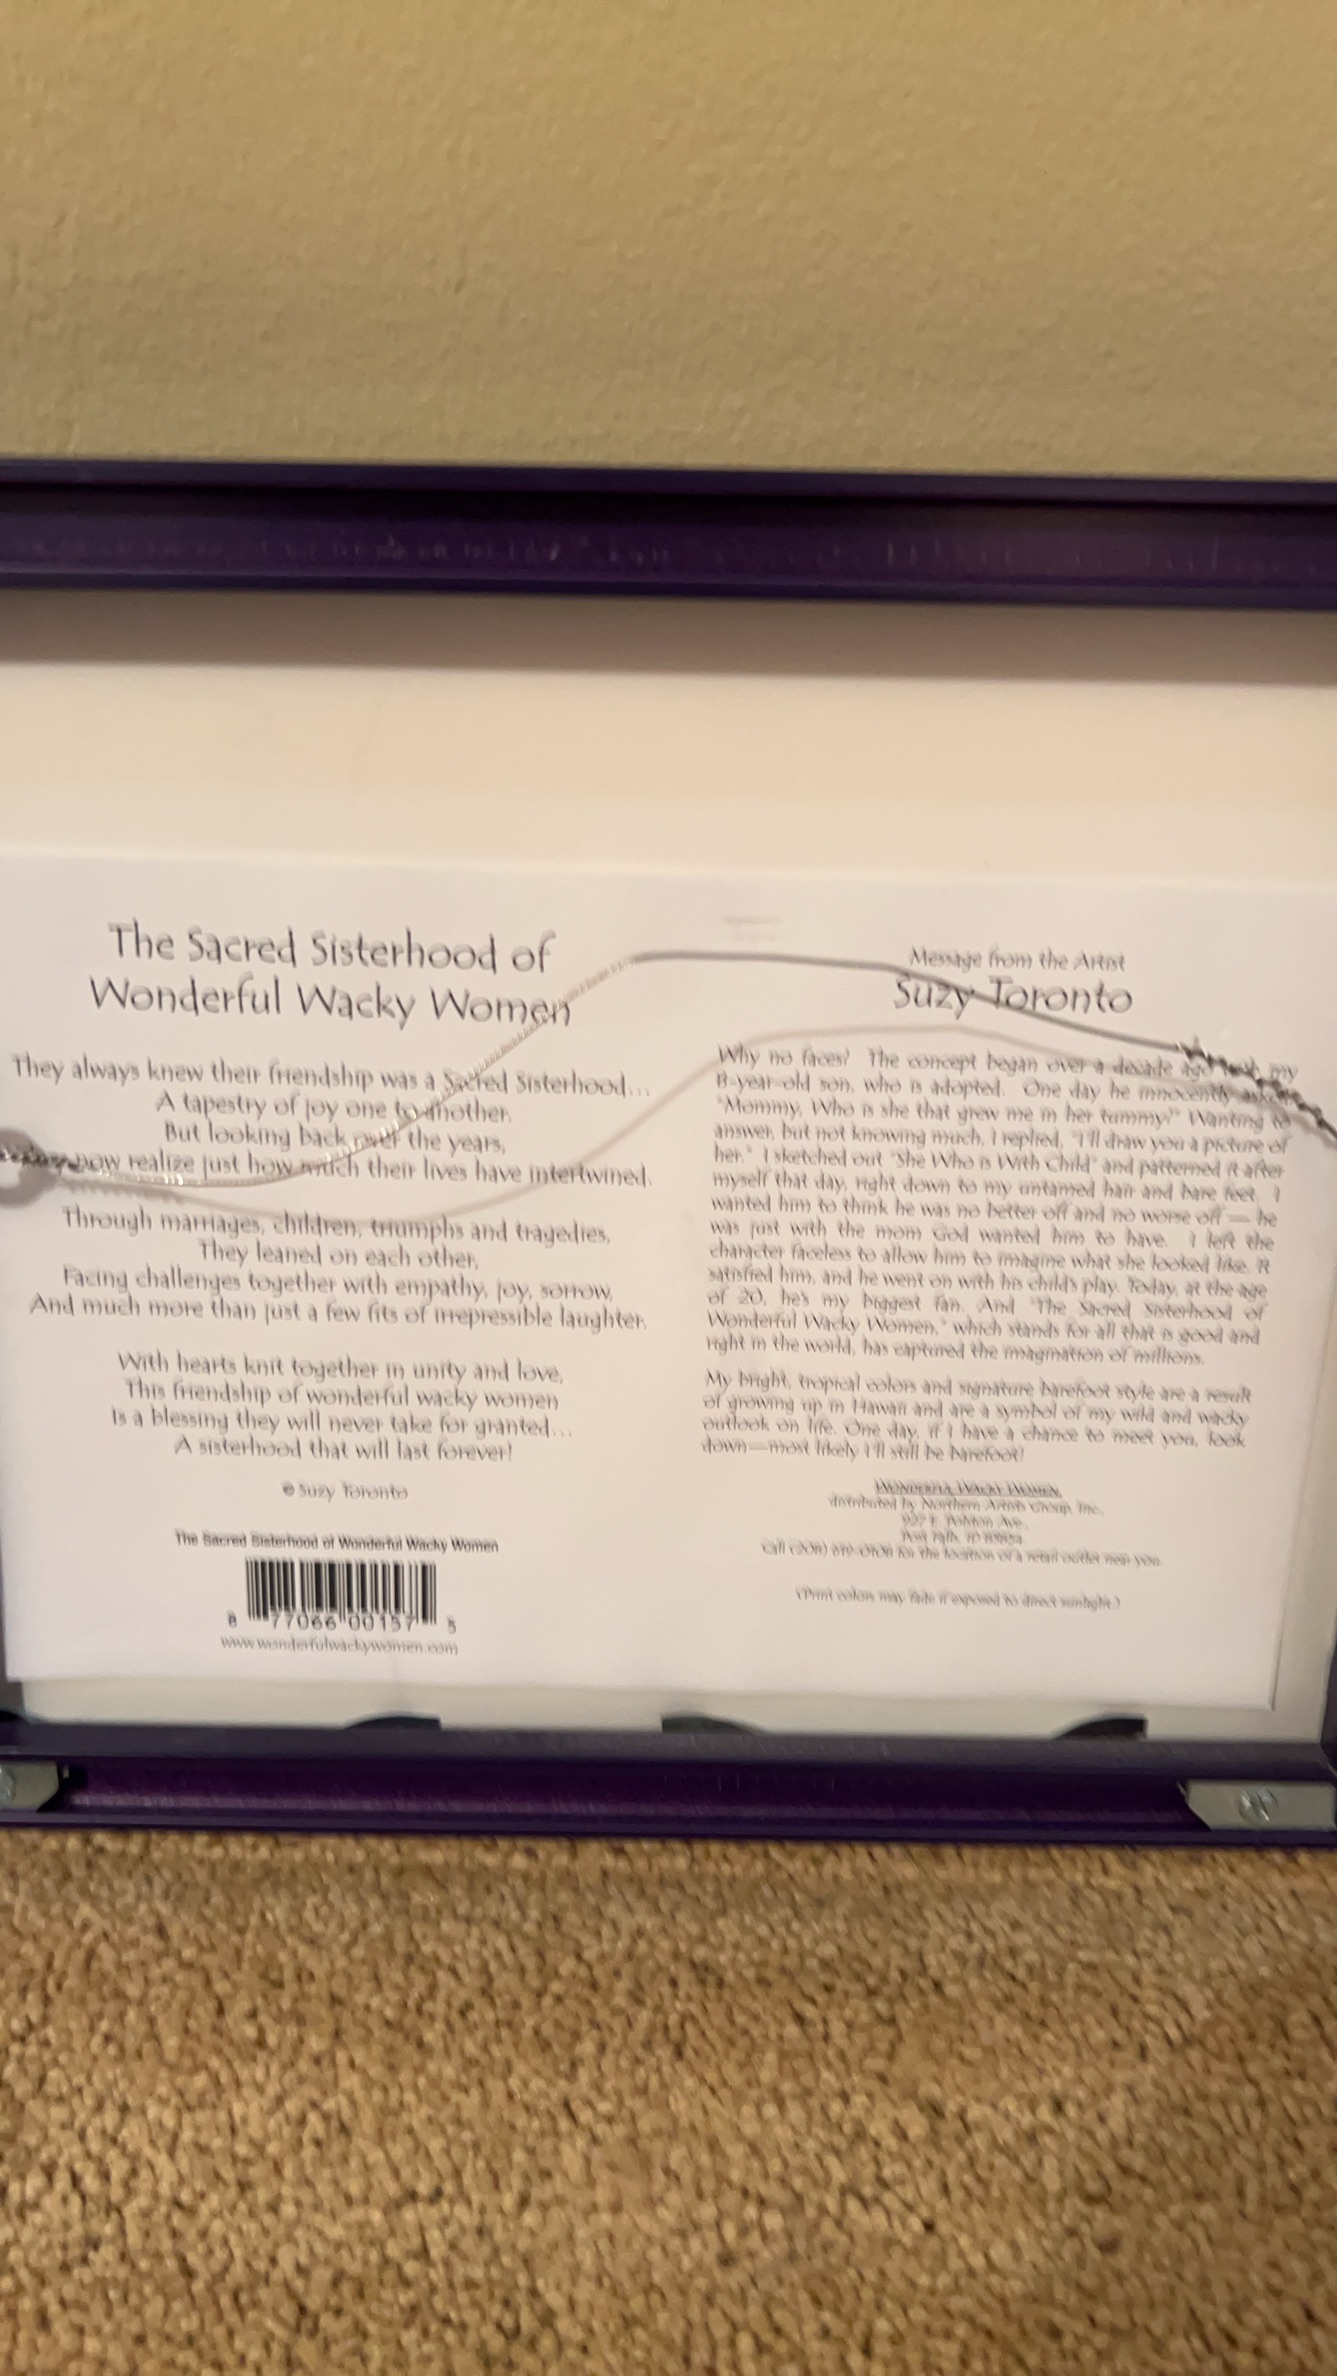 The Sacred Sisterhood of
Wonderful Wacky Women
They always knew their friendship was a Sacred Sisterhood...
A tapestry of joy one to another.
But looking back over the years,
now realize just how much their lives have intertwined.
Through marriages, children, triumphs and tragedies,
They leaned on each other,
Facing challenges together with empathy, joy, sorrow,
And much more than just a few fits of irrepressible laughter.
With hearts knit together in unity and love,
This friendship of wonderful wacky women
Is a blessing they will never take for granted...
A sisterhood that will last forever!
© Suzy Toronto
The Sacred Sisterhood of Wonderful Wacky Women
8 77066 00157 5
www.wonderfulwackywomen.com
Message from the Artist
Suzy Toronto
Why no faces? The concept began over a decade ago with my
8-year-old son, who is adopted. One day he innocently asked,
"Mommy, Who is she that grew me in her tummy?" Wanting to
answer, but not knowing much, I replied, "I'll draw you a picture of
her." I sketched out "She Who is With Child" and patterned it after
myself that day, right down to my untamed hair and bare feet. I
wanted him to think he was no better off and no worse off — he
was just with the mom God wanted him to have. I left the
character faceless to allow him to imagine what she looked like. It
satisfied him, and he went on with his child's play. Today, at the age
of 20, he's my biggest fan. And "The Sacred Sisterhood of
Wonderful Wacky Women," which stands for all that is good and
right in the world, has captured the imagination of millions.
My bright, tropical colors and signature barefoot style are a result
of growing up in Hawaii and are a symbol of my wild and wacky
outlook on life. One day, if I have a chance to meet you, look
down—most likely I'll still be barefoot!
WONDERFUL WACKY WOMEN
distributed by Northern Artists Group, Inc.
927 E. Polston Ave.
Post Falls, ID 83854
Call for the location of a retail outlet near you.
(Print colors may fade if exposed to direct sunlight.)